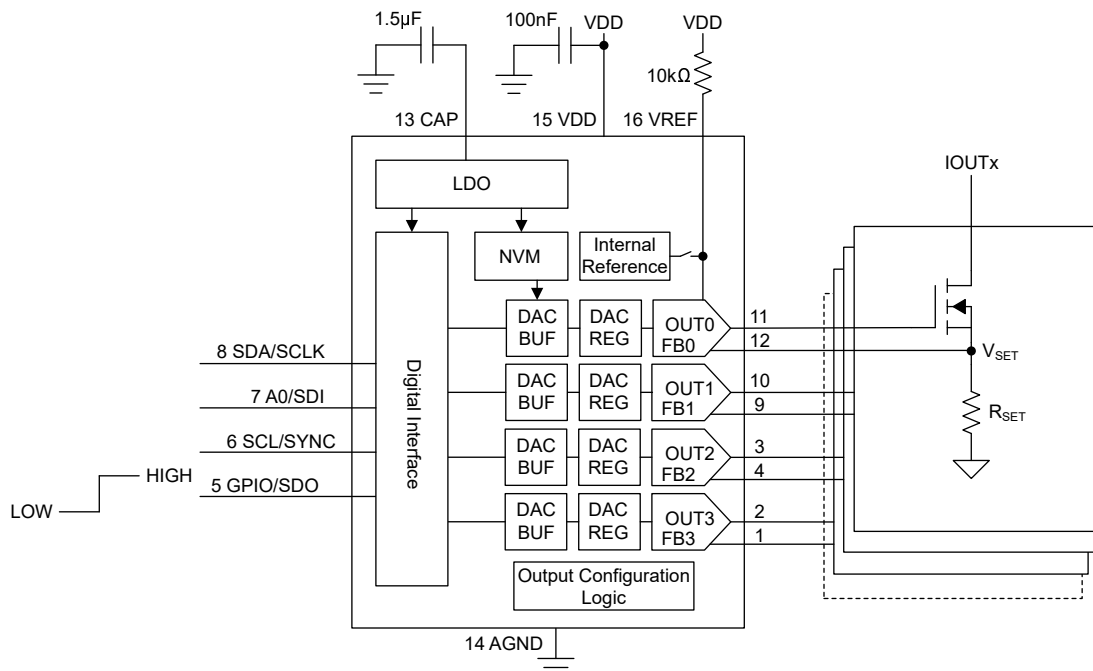 1.5µF
100nF
VDD
VDD
10kΩ
13 CAP
15 VDD
16 VREF
LDO
IOUTx
NVM
Internal
Reference
Digital Interface
DAC
BUF
DAC
REG
OUT0
FB0
11
12
VSET
8 SDA/SCLK
7 A0/SDI
6 SCL/SYNC
5 GPIO/SDO
LOW
HIGH
DAC
BUF
DAC
REG
OUT1
FB1
10
9
RSET
DAC
BUF
DAC
REG
OUT2
FB2
3
4
DAC
BUF
DAC
REG
OUT3
FB3
2
1
Output Configuration
Logic
14 AGND